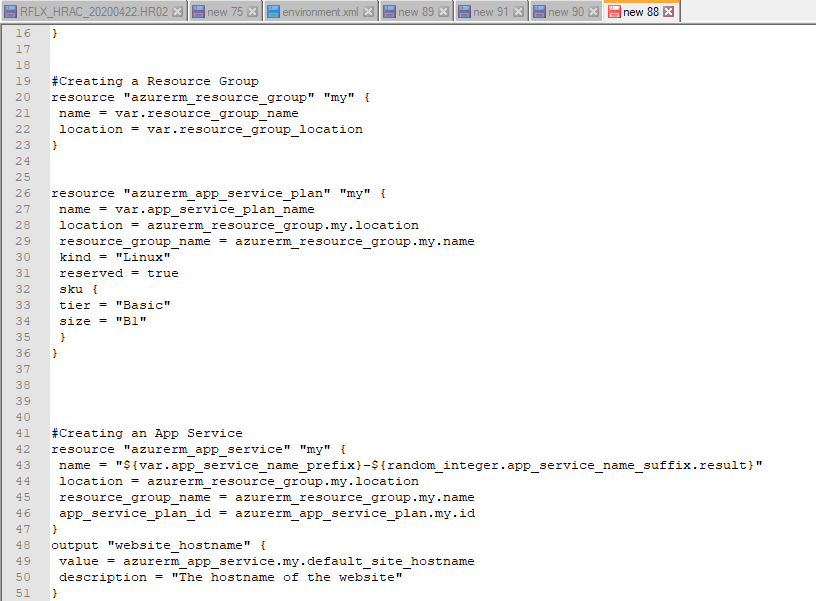 RFLX_HRAC_20200422.HR02 new 75 environment.xml new 89 new 91 new 90 new 88
16 }
17
18
19 #Creating a Resource Group
20 resource "azurerm_resource_group" "my" {
21 name = var.resource_group_name
22 location = var.resource_group_location
23 }
24
25
26 resource "azurerm_app_service_plan" "my" {
27 name = var.app_service_plan_name
28 location = azurerm_resource_group.my.location
29 resource_group_name = azurerm_resource_group.my.name
30 kind = "Linux"
31 reserved = true
32 sku {
33 tier = "Basic"
34 size = "B1"
35 }
36 }
37
38
39
40
41 #Creating an App Service
42 resource "azurerm_app_service" "my" {
43 name = "${var.app_service_name_prefix}-${random_integer.app_service_name_suffix.result}"
44 location = azurerm_resource_group.my.location
45 resource_group_name = azurerm_resource_group.my.name
46 app_service_plan_id = azurerm_app_service_plan.my.id
47 }
48 output "website_hostname" {
49 value = azurerm_app_service.my.default_site_hostname
50 description = "The hostname of the website"
51 }